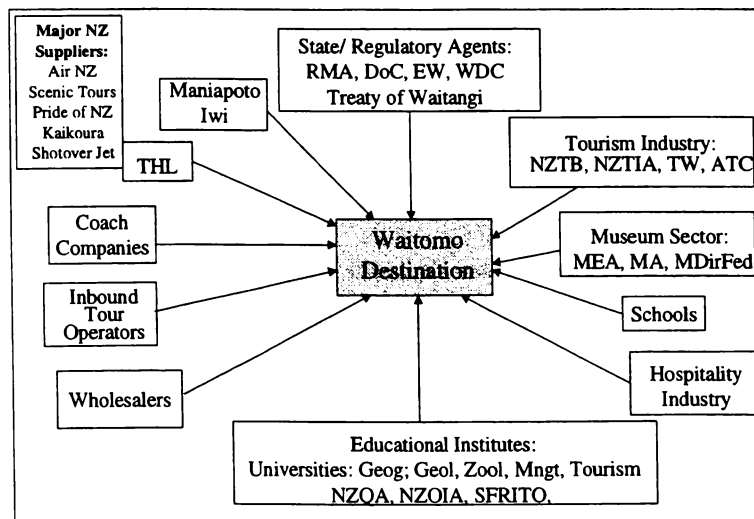 Major NZ
Suppliers:
Air NZ
Scenic Tours
Pride of NZ
Kaikoura
Shotover Jet
THL
Maniapoto
Iwi
State/ Regulatory Agents:
RMA, DoC, EW, WDC
Treaty of Waitangi
Tourism Industry:
NZTB, NZTIA, TW, ATC
Coach
Companies
Waitomo
Destination
Museum Sector:
MEA, MA, MDirFed
Inbound
Tour
Operators
Schools
Wholesalers
Hospitality
Industry
Educational Institutes:
Universities: Geog; Geol, Zool, Mngt, Tourism
NZQA, NZOIA, SFRITO,